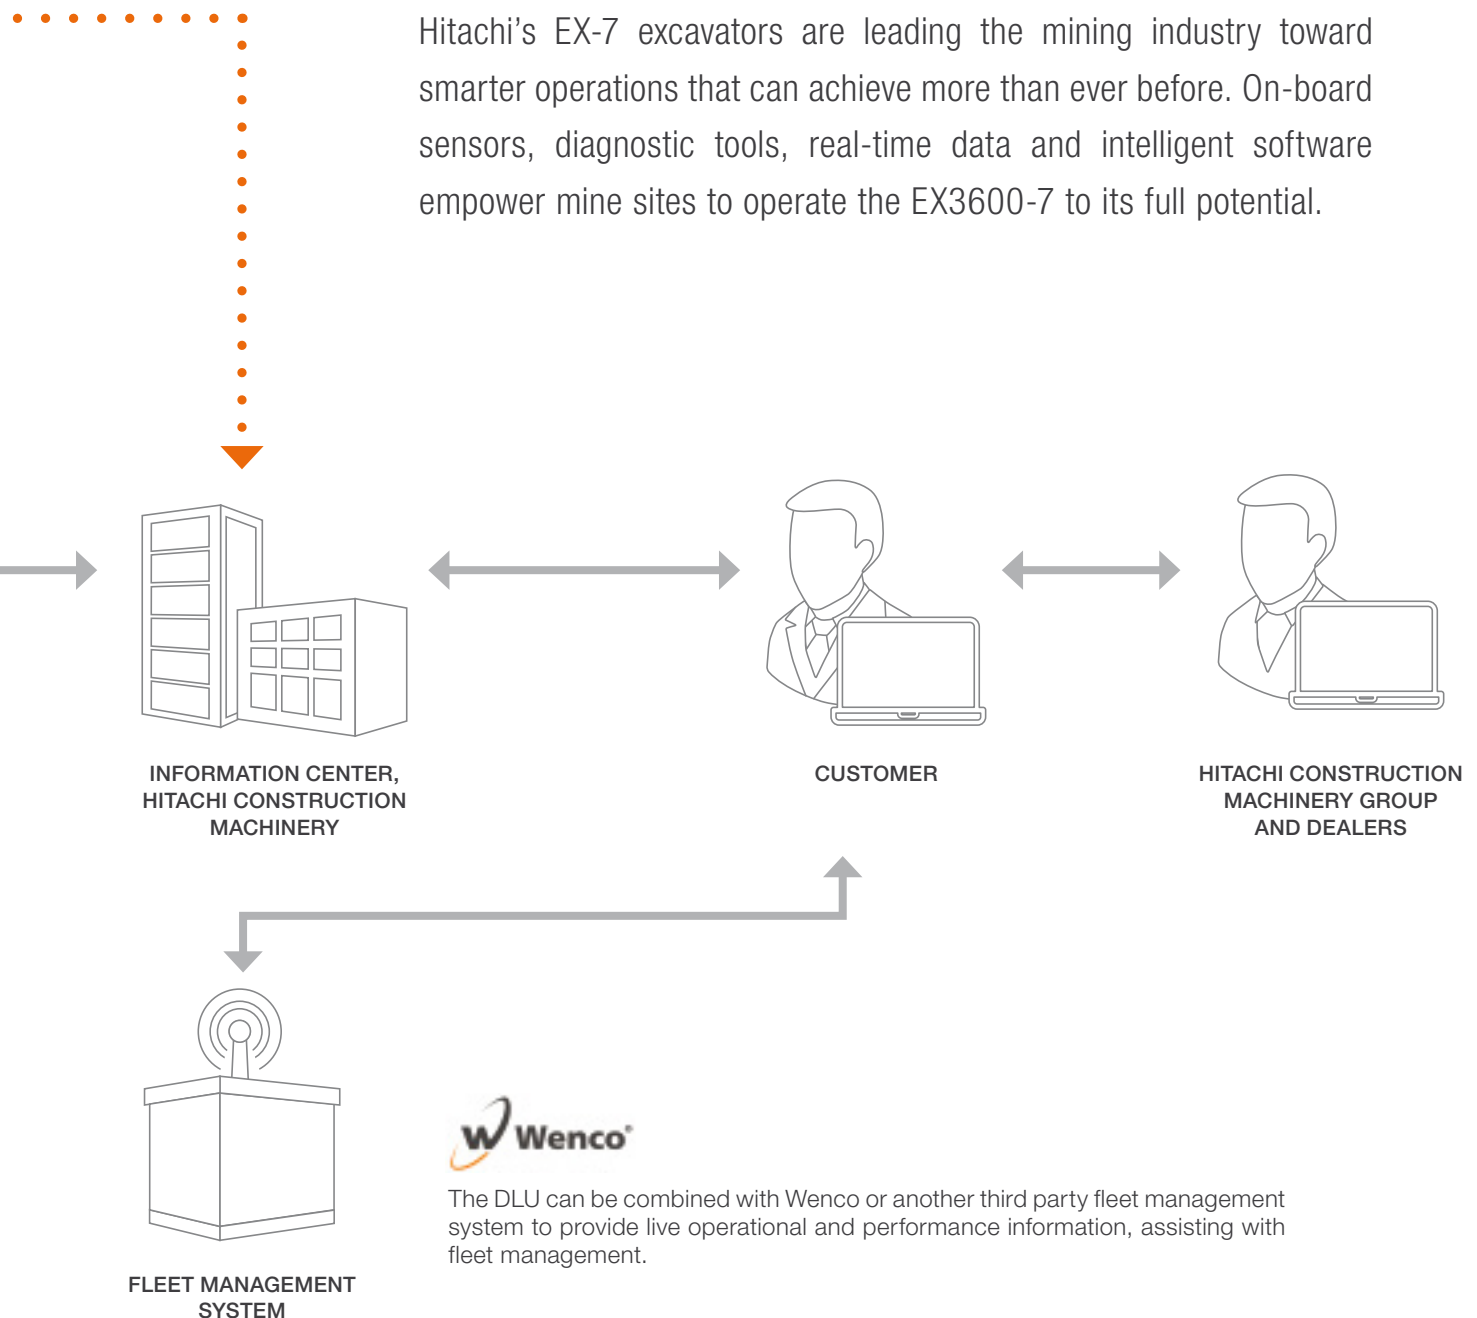 Hitachi’s EX-7 excavators are leading the mining industry toward
smarter operations that can achieve more than ever before. On-board
sensors, diagnostic tools, real-time data and intelligent software
empower mine sites to operate the EX3600-7 to its full potential.
INFORMATION CENTER,
HITACHI CONSTRUCTION
MACHINERY
CUSTOMER
HITACHI CONSTRUCTION
MACHINERY GROUP
AND DEALERS
W Wenco®
The DLU can be combined with Wenco or another third party fleet management
system to provide live operational and performance information, assisting with
fleet management.
FLEET MANAGEMENT
SYSTEM